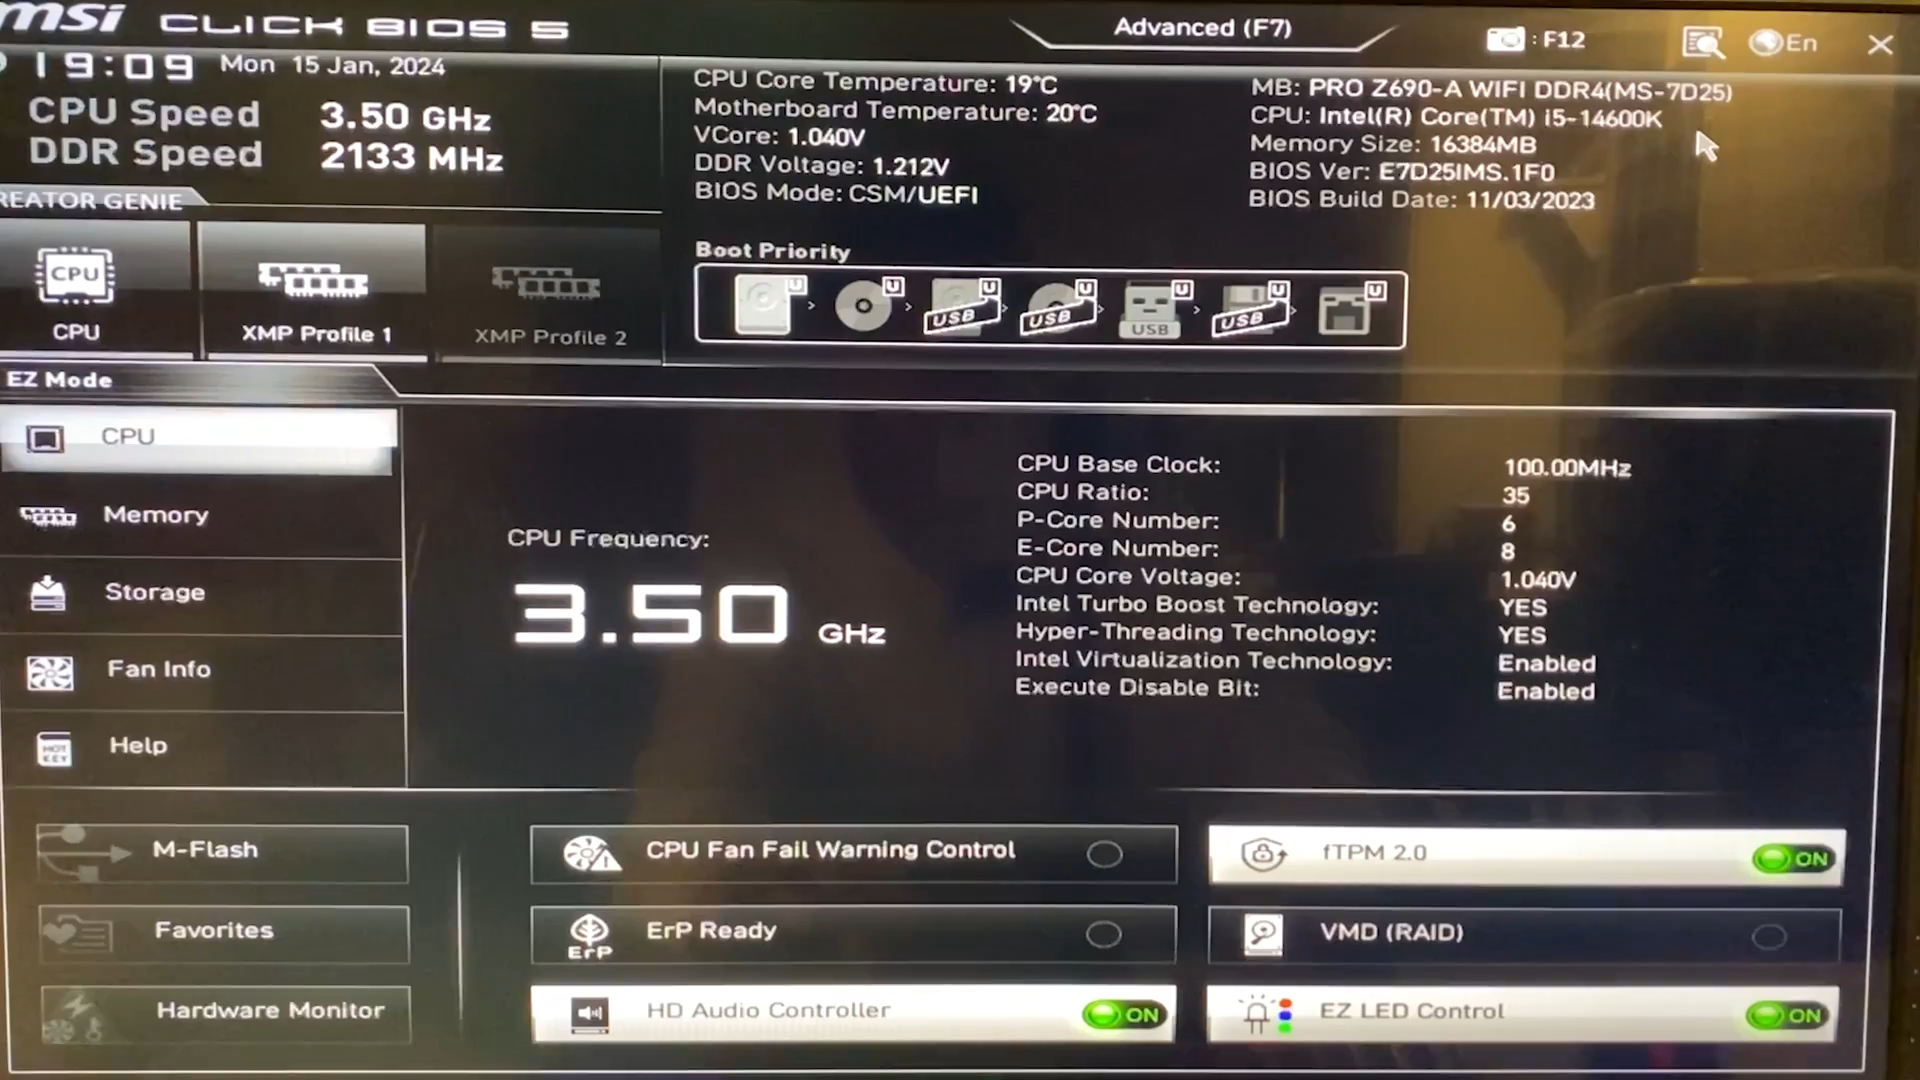 msi CLICK BIOS 5
Advanced (F7)
: F12
En
19:09 Mon 15 Jan, 2024
CPU Speed 3.50 GHz
DDR Speed 2133 MHz
CPU Core Temperature: 19°C
Motherboard Temperature: 20°C
VCore: 1.040V
DDR Voltage: 1.212V
BIOS Mode: CSM/UEFI
MB: PRO Z690-A WIFI DDR4(MS-7D25)
CPU: Intel(R) Core(TM) i5-14600K
Memory Size: 16384MB
BIOS Ver: E7D25IMS.1F0
BIOS Build Date: 11/03/2023
REATOR GENIE
CPU
CPU
XMP Profile 1
XMP Profile 2
Boot Priority
U U U U U U U
USB USB USB USB
EZ Mode
CPU
Memory
Storage
Fan Info
HOT KEY
Help
CPU Frequency:
3.50 GHz
CPU Base Clock: 100.00MHz
CPU Ratio: 35
P-Core Number: 6
E-Core Number: 8
CPU Core Voltage: 1.040V
Intel Turbo Boost Technology: YES
Hyper-Threading Technology: YES
Intel Virtualization Technology: Enabled
Execute Disable Bit: Enabled
M-Flash
Favorites
Hardware Monitor
CPU Fan Fail Warning Control
ErP
ErP Ready
HD Audio Controller ON
fTPM 2.0 ON
VMD (RAID)
EZ LED Control ON